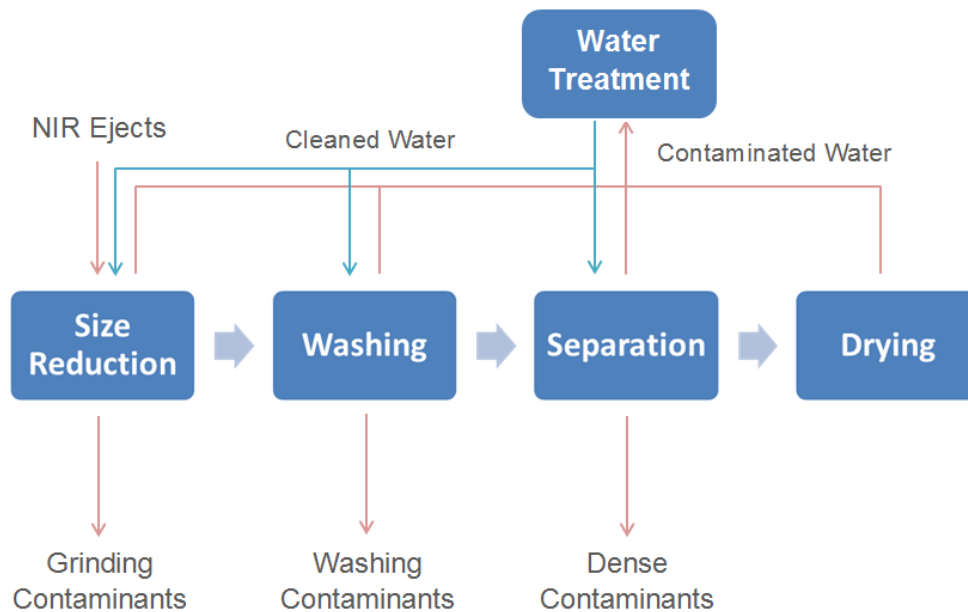 Water
Treatment
NIR Ejects
Cleaned Water
Contaminated Water
Size
Reduction
Washing
Separation
Drying
Grinding
Contaminants
Washing
Contaminants
Dense
Contaminants